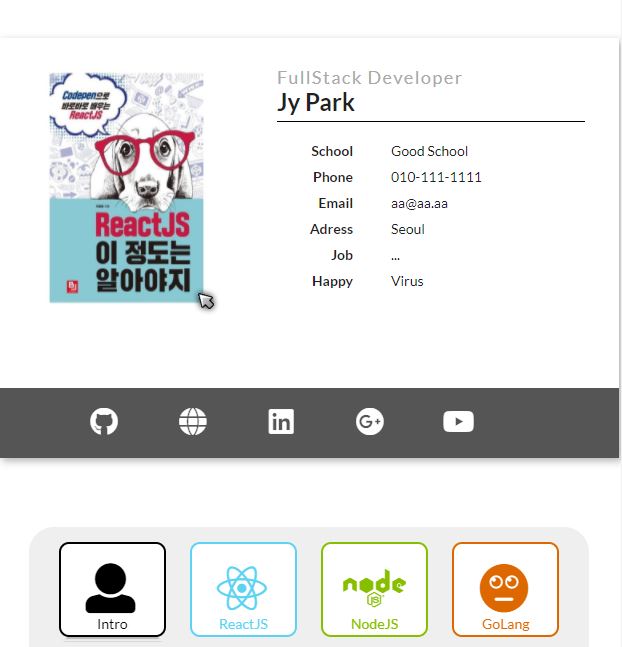 Codepen으로
바로바로 배우는
ReactJS
ReactJS
이 정도는
알아야지
FullStack Developer
Jy Park
School Good School
Phone 010-111-1111
Email aa@aa.aa
Adress Seoul
Job ...
Happy Virus
G+
in
node
JS
Intro
ReactJS
NodeJS
GoLang